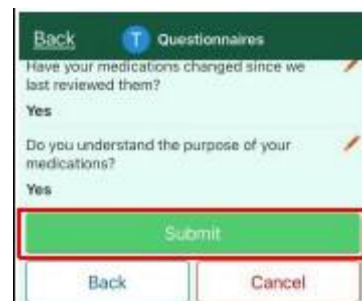 Back T Questionnaires
Have your medications changed since we
last reviewed them?
Yes
Do you understand the purpose of your
medications?
Yes
Submit
Back Cancel